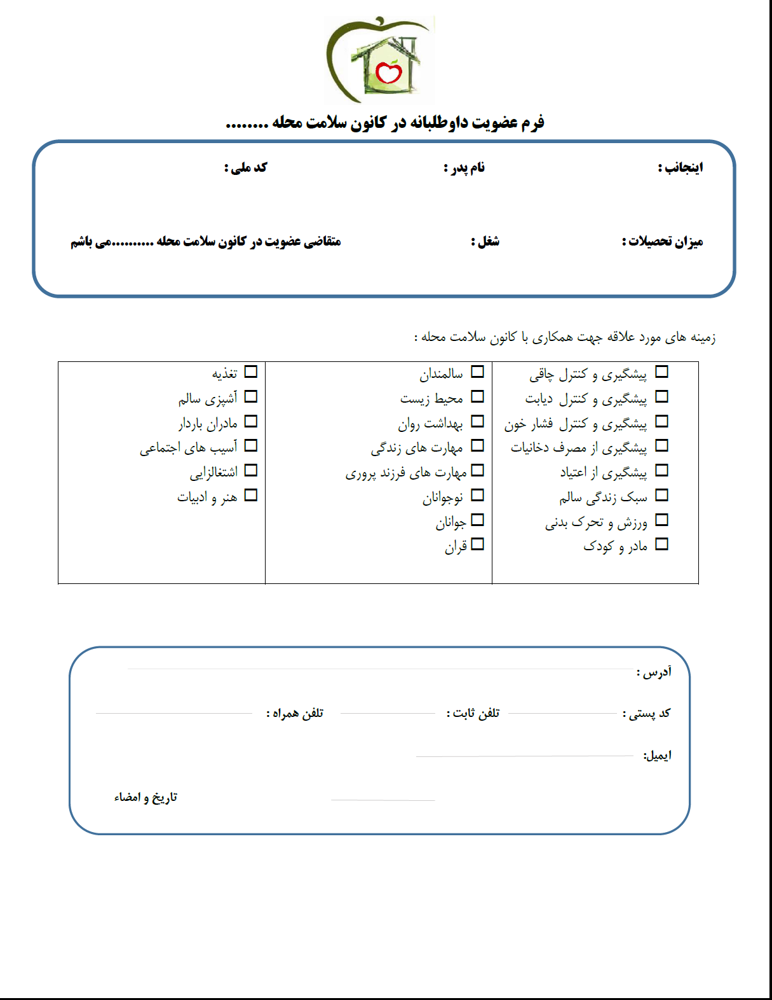 فرم عضویت داوطلبانه در کانون سلامت محله ........
اینجانب : نام پدر : کد ملی :
میزان تحصیلات : شغل : متقاضی عضویت در کانون سلامت محله ..........می باشم
زمینه های مورد علاقه جهت همکاری با کانون سلامت محله :
پیشگیری و کنترل چاقی
پیشگیری و کنترل دیابت
پیشگیری و کنترل فشار خون
پیشگیری از مصرف دخانیات
پیشگیری از اعتیاد
سبک زندگی سالم
ورزش و تحرک بدنی
مادر و کودک
سالمندان
محیط زیست
بهداشت روان
مهارت های زندگی
مهارت های فرزند پروری
نوجوانان
جوانان
قران
تغذیه
آشپزی سالم
مادران باردار
آسیب های اجتماعی
اشتغالزایی
هنر و ادبیات
آدرس :
کد پستی : تلفن ثابت : تلفن همراه :
ایمیل:
تاریخ و امضاء